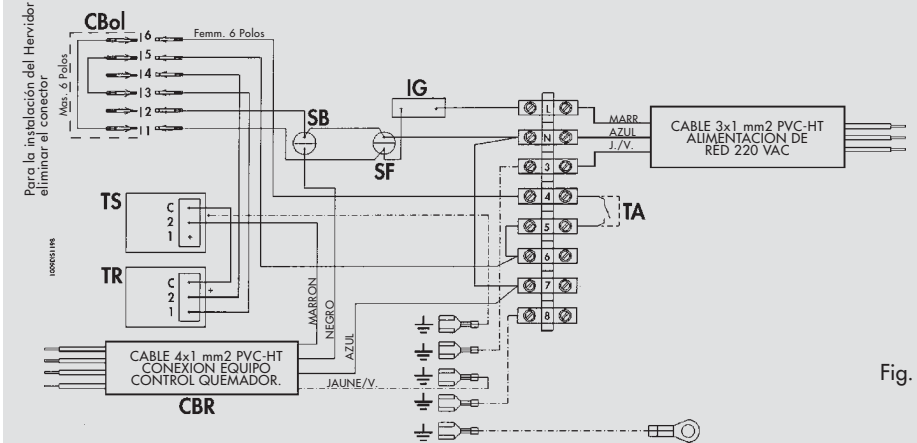 Para la instalación del Hervidor
eliminar el conector
Mas. 6 Polos
CBol
6
5
4
3
2
1
Femm. 6 Polos
SB
SF
IG
T
L
N
3
4
5
6
7
8
MARR.
AZUL
J./V.
CABLE 3x1 mm2 PVC-HT
ALIMENTACION DE
RED 220 VAC
TA
TS
C
2
1
+
TR
C
2
1
+
MARRON
NEGRO
AZUL
JAUNE/V.
CABLE 4x1 mm2 PVC-HT
CONEXION EQUIPO
CONTROL QUEMADOR.
CBR
Fig.